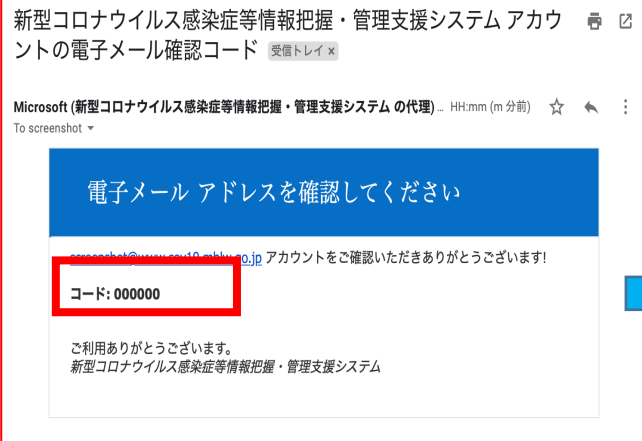 新型コロナウイルス感染症等情報把握・管理支援システム アカウ
ントの電子メール確認コード 受信トレイ ×
Microsoft (新型コロナウイルス感染症等情報把握・管理支援システム の代理) ... HH:mm (m 分前)
To screenshot
電子メール アドレスを確認してください
アカウントをご確認いただきありがとうございます!
コード: 000000
ご利用ありがとうございます。
新型コロナウイルス感染症等情報把握・管理支援システム